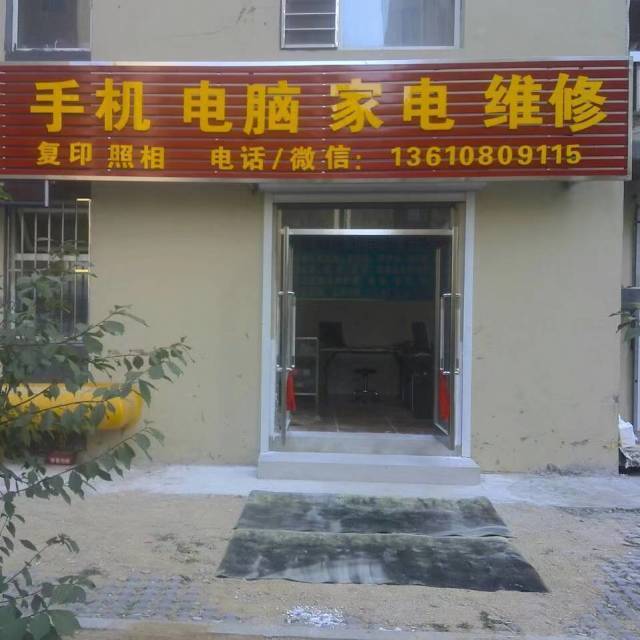 手机 电脑 家电 维修
复印 照相 电话/微信: 13610809115